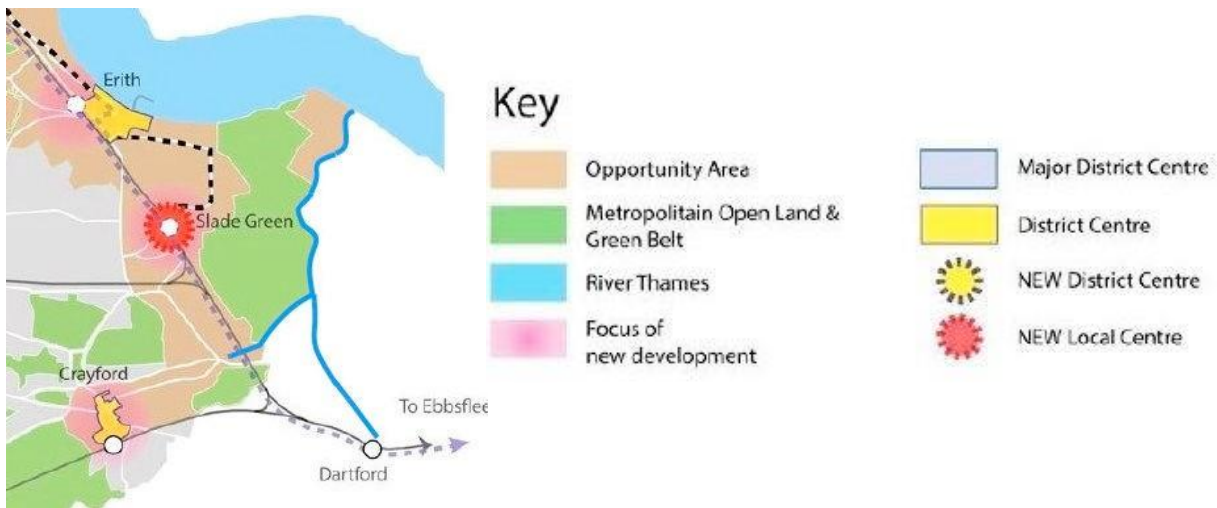 Erith
Slade Green
Crayford
To Ebbsflee
Dartford
Key
Opportunity Area
Metropolitain Open Land &
Green Belt
River Thames
Focus of
new development
Major District Centre
District Centre
NEW District Centre
NEW Local Centre